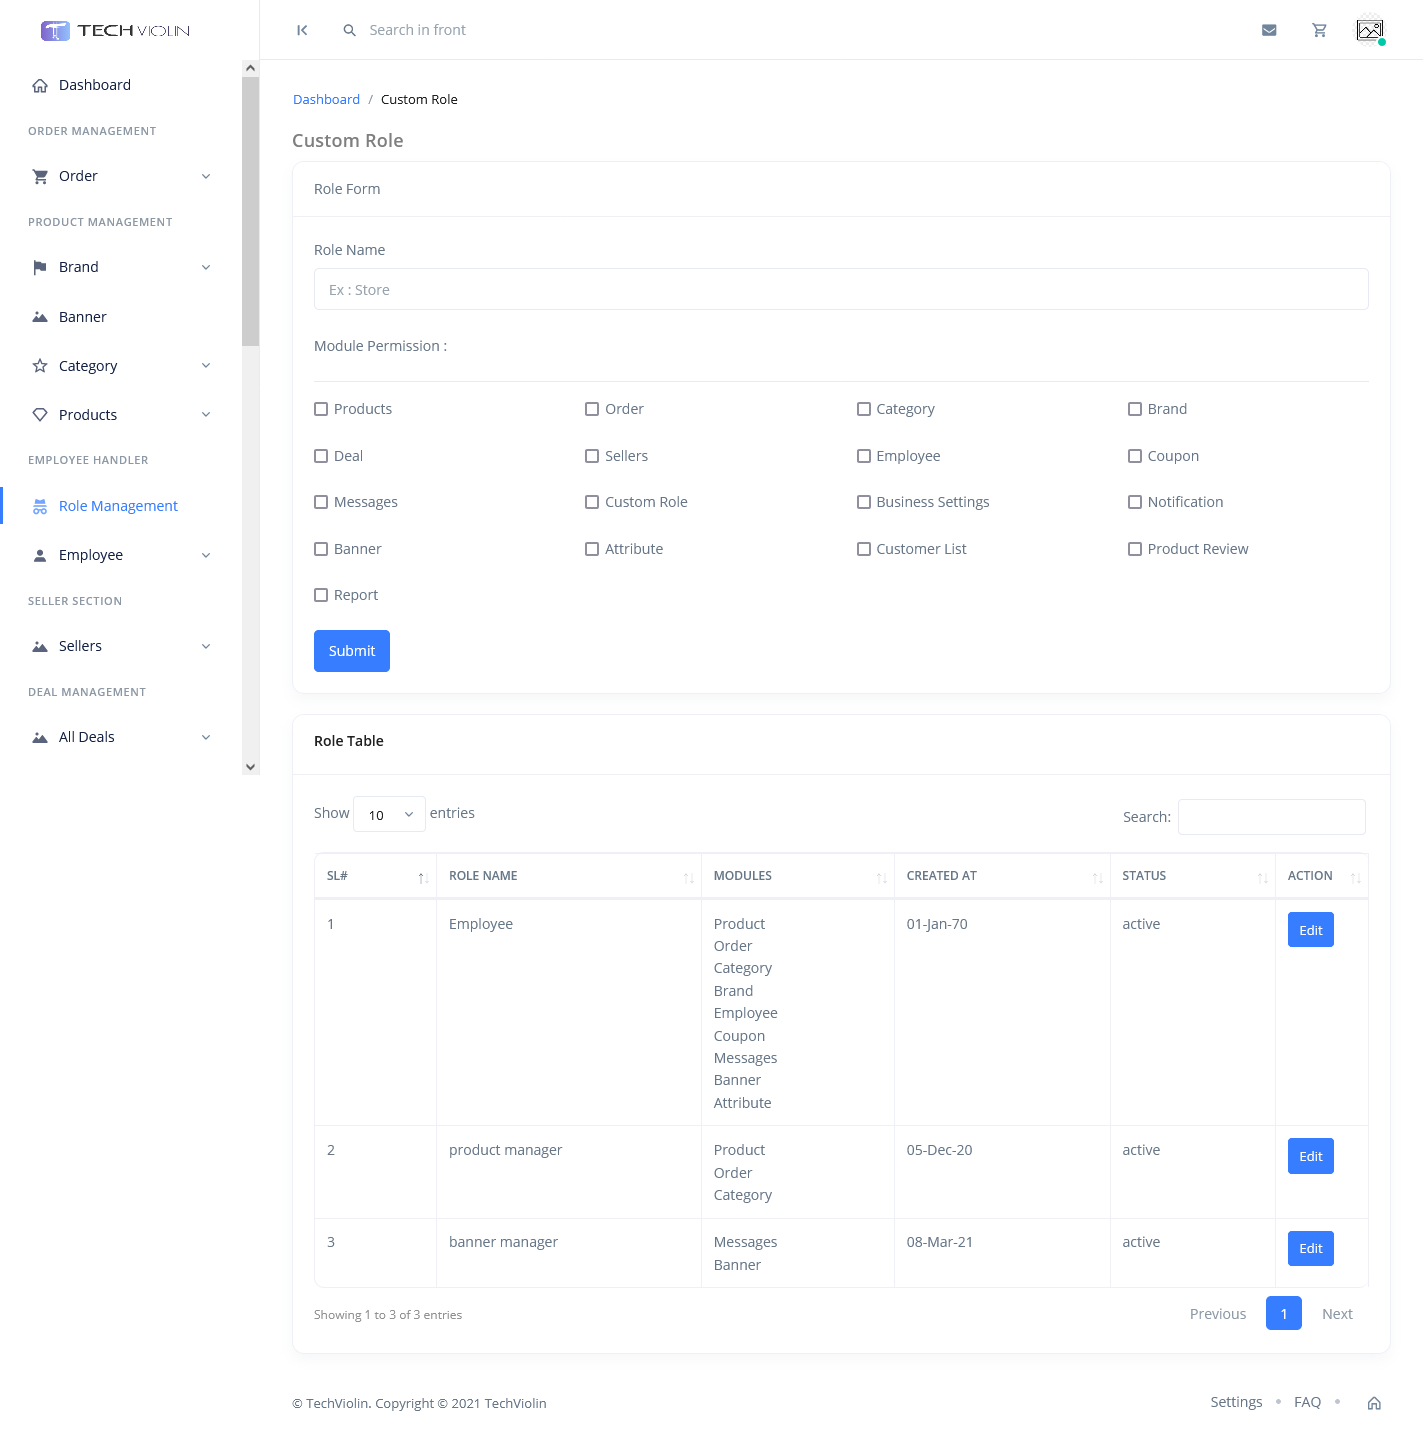 TECH VIOLIN
Search in front
Dashboard
ORDER MANAGEMENT
Order
PRODUCT MANAGEMENT
Brand
Banner
Category
Products
EMPLOYEE HANDLER
Role Management
Employee
SELLER SECTION
Sellers
DEAL MANAGEMENT
All Deals
Dashboard / Custom Role
Custom Role
Role Form
Role Name
Ex : Store
Module Permission :
Products Order Category Brand
Deal Sellers Employee Coupon
Messages Custom Role Business Settings Notification
Banner Attribute Customer List Product Review
Report
Submit
Role Table
Show 10 entries Search:
SL# ROLE NAME MODULES CREATED AT STATUS ACTION
1 Employee Product 01-Jan-70 active Edit
Order
Category
Brand
Employee
Coupon
Messages
Banner
Attribute
2 product manager Product 05-Dec-20 active Edit
Order
Category
3 banner manager Messages 08-Mar-21 active Edit
Banner
Showing 1 to 3 of 3 entries Previous 1 Next
© TechViolin. Copyright © 2021 TechViolin Settings • FAQ •